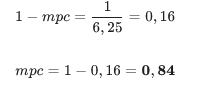 1 − mpc = 1/6,25 = 0,16
mpc = 1 − 0,16 = 0,84